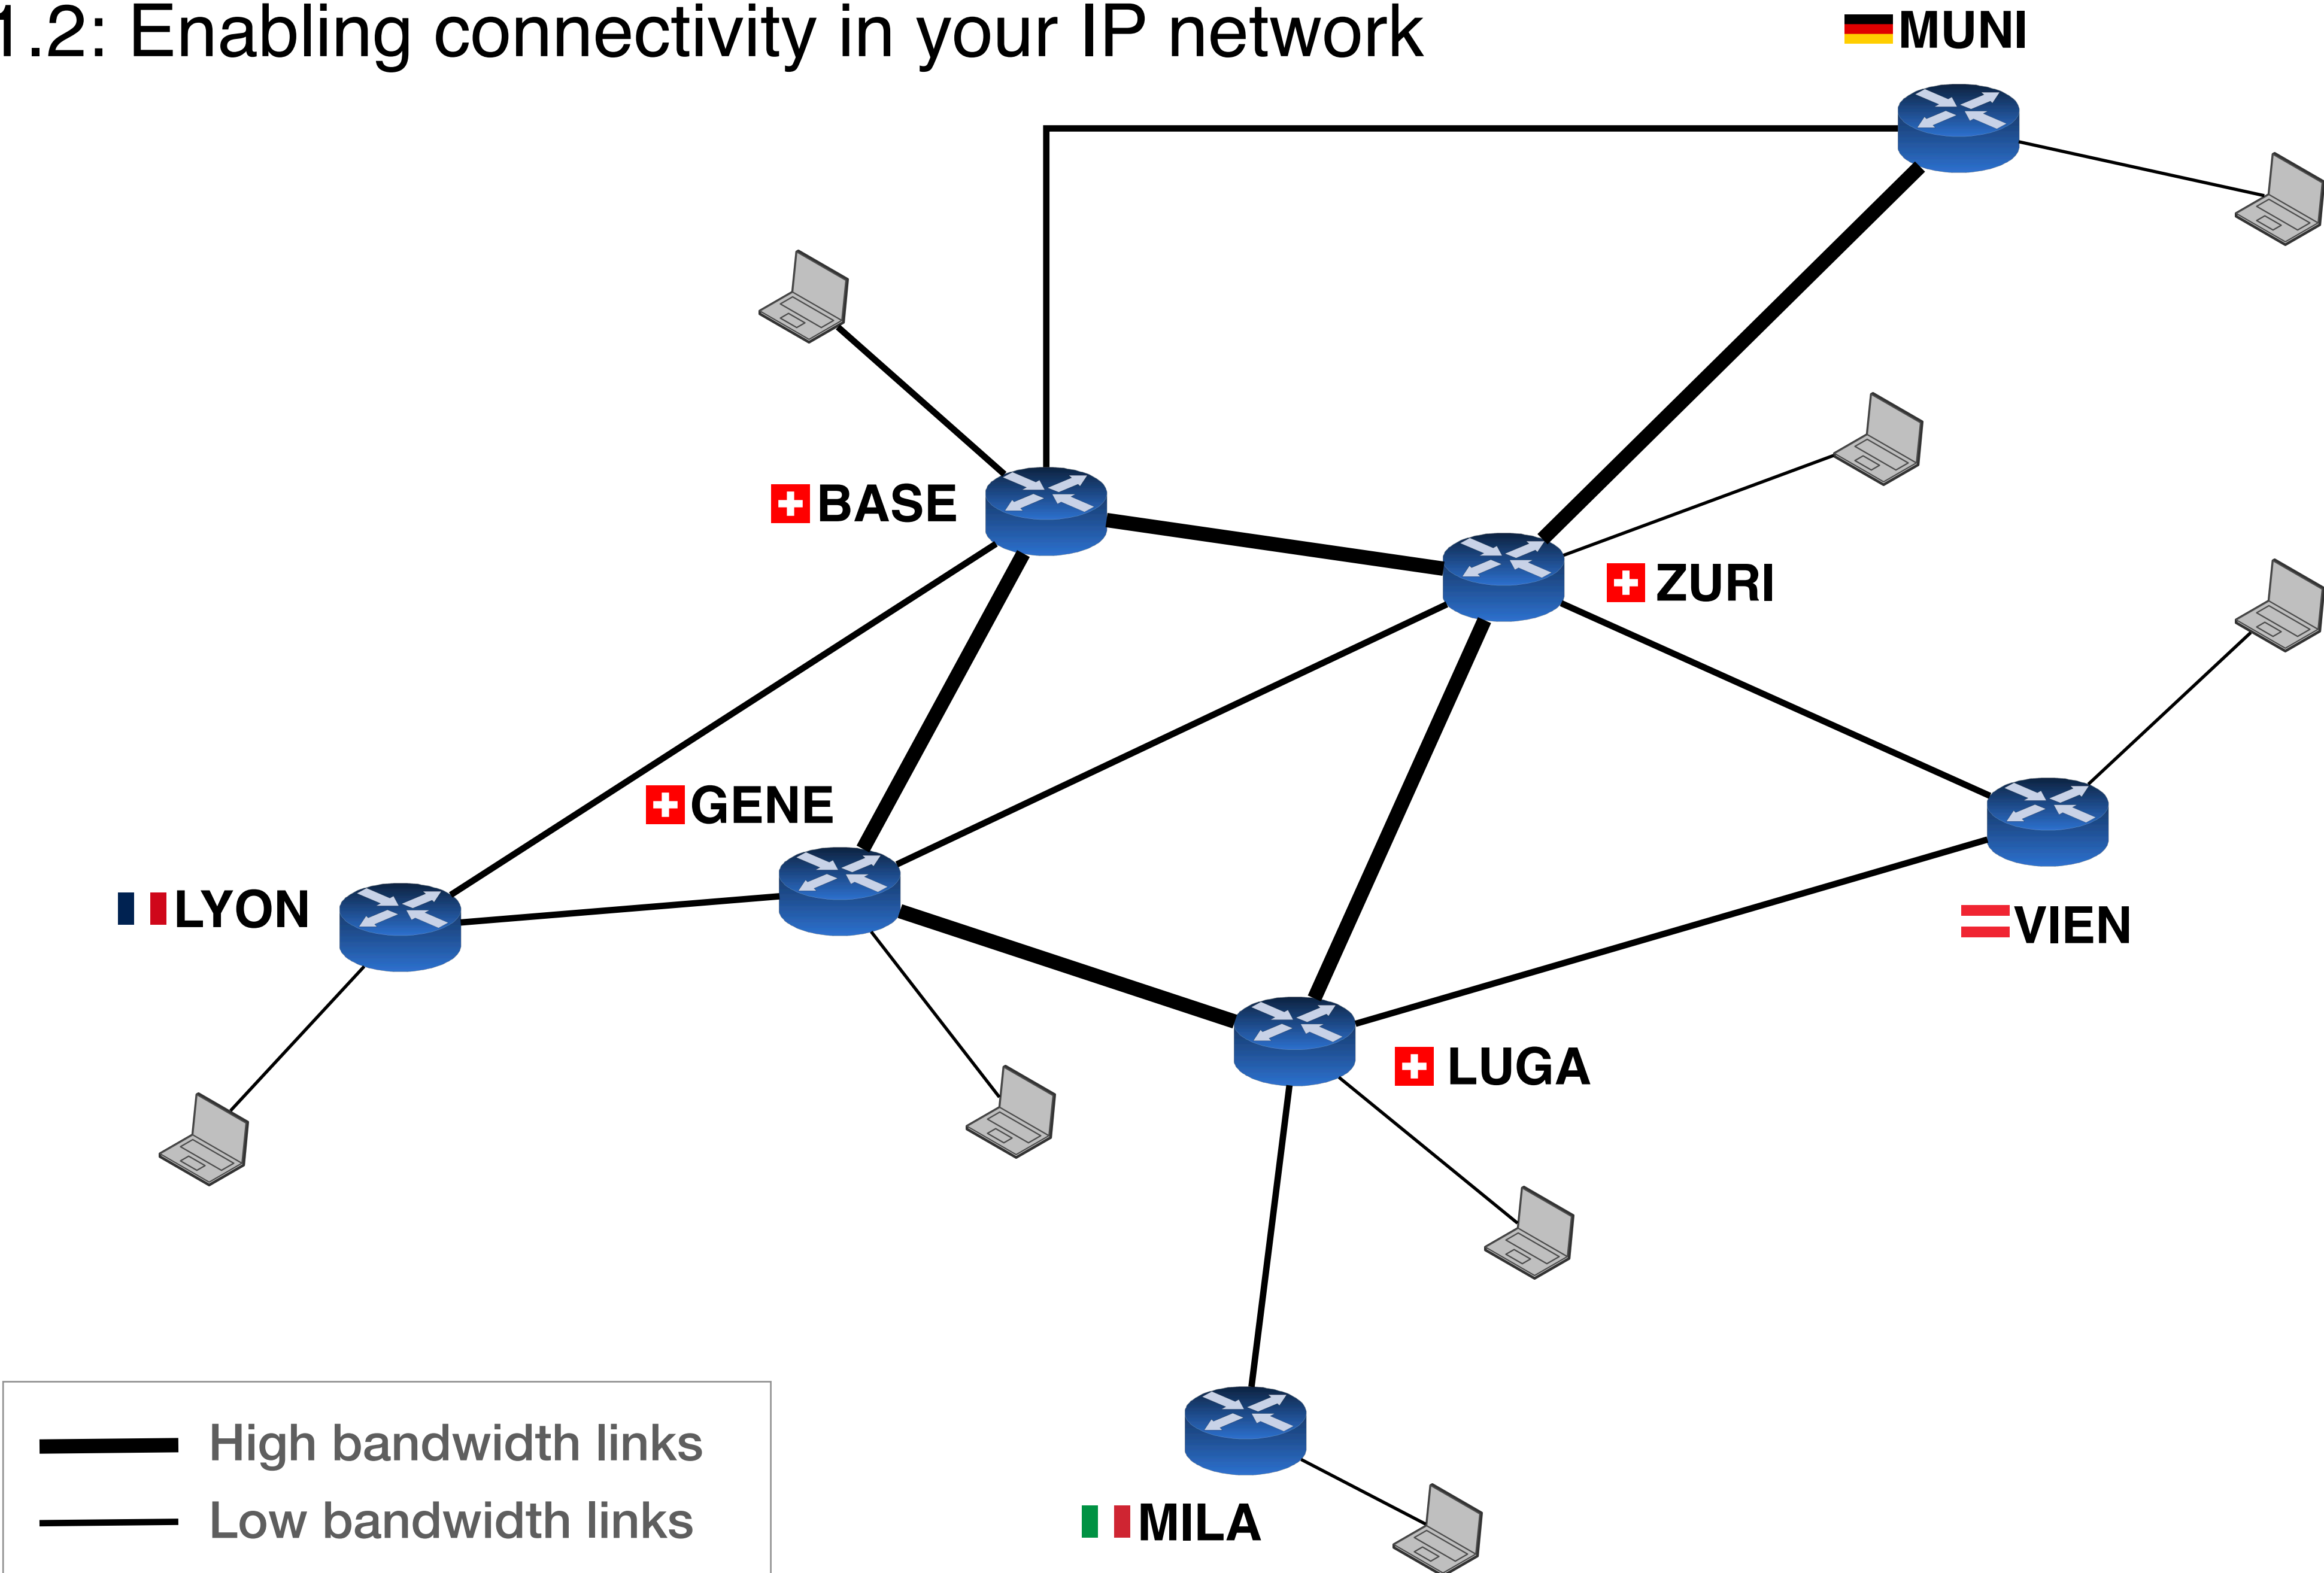 1.2: Enabling connectivity in your IP network
MUNI
BASE
ZURI
GENE
LYON
VIEN
LUGA
MILA
High bandwidth links
Low bandwidth links